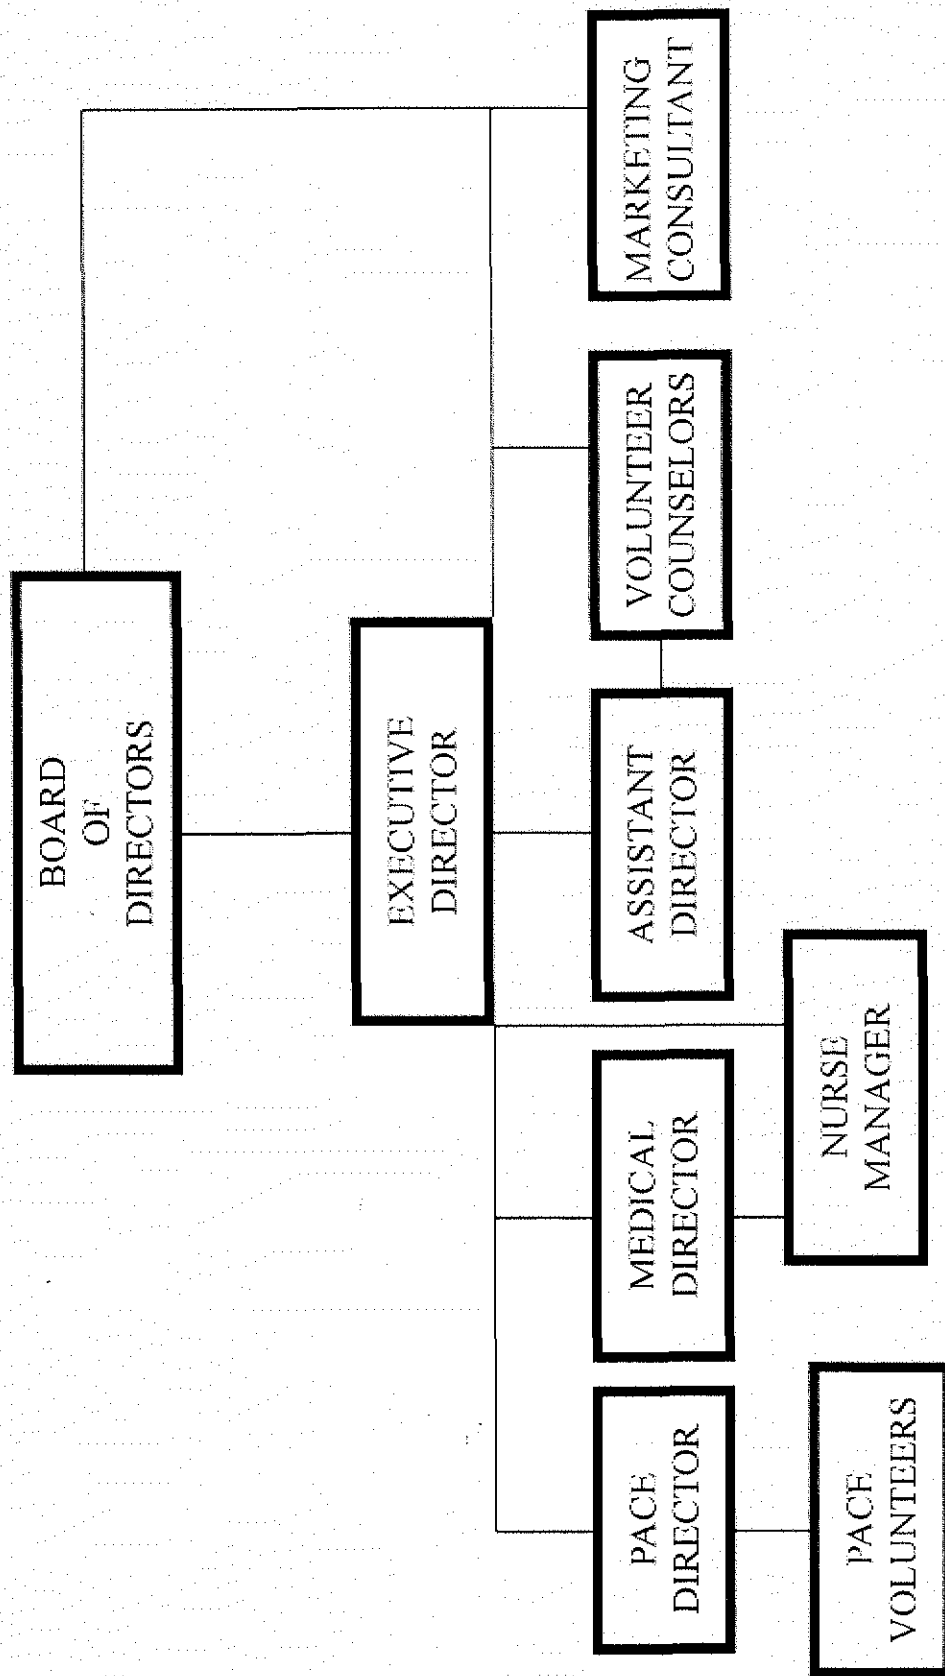 BOARD
OF
DIRECTORS
EXECUTIVE
DIRECTOR
PACE
DIRECTOR
MEDICAL
DIRECTOR
ASSISTANT
DIRECTOR
VOLUNTEER
COUNSELORS
MARKETING
CONSULTANT
PACE
VOLUNTEERS
NURSE
MANAGER